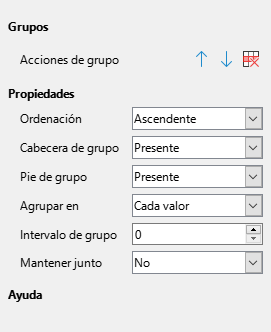 Grupos
Acciones de grupo
Propiedades
Ordenación Ascendente
Cabecera de grupo Presente
Pie de grupo Presente
Agrupar en Cada valor
Intervalo de grupo 0
Mantener junto No
Ayuda